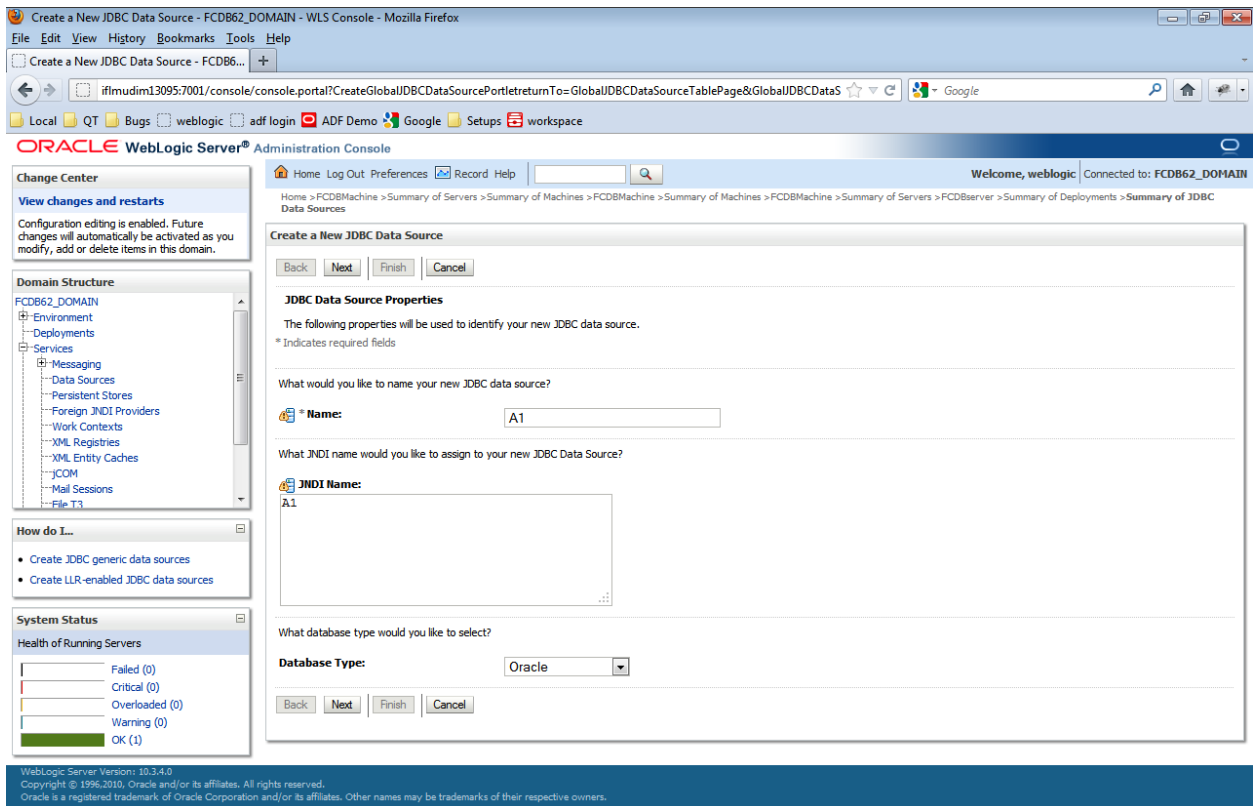 Create a New JDBC Data Source - FCDB62_DOMAIN - WLS Console - Mozilla Firefox
File Edit View History Bookmarks Tools Help
Create a New JDBC Data Source - FCDB6... +
iflmudim13095:7001/console/console.portal?CreateGlobalJDBCDataSourcePortletreturnTo=GlobalJDBCDataSourceTablePage&GlobalJDBCDataS
Google
Local QT Bugs weblogic adf login ADF Demo Google Setups workspace
ORACLE WebLogic Server® Administration Console
Change Center
View changes and restarts
Configuration editing is enabled. Future
changes will automatically be activated as you
modify, add or delete items in this domain.
Domain Structure
FCDB62_DOMAIN
Environment
Deployments
Services
Messaging
Data Sources
Persistent Stores
Foreign JNDI Providers
Work Contexts
XML Registries
XML Entity Caches
jCOM
Mail Sessions
File T3
How do I...
Create JDBC generic data sources
Create LLR-enabled JDBC data sources
System Status
Health of Running Servers
Failed (0)
Critical (0)
Overloaded (0)
Warning (0)
OK (1)
Home Log Out Preferences Record Help
Welcome, weblogic Connected to: FCDB62_DOMAIN
Home >FCDBMachine >Summary of Servers >Summary of Machines >FCDBMachine >Summary of Machines >FCDBMachine >Summary of Servers >FCDBserver >Summary of Deployments >Summary of JDBC
Data Sources
Create a New JDBC Data Source
Back Next Finish Cancel
JDBC Data Source Properties
The following properties will be used to identify your new JDBC data source.
* Indicates required fields
What would you like to name your new JDBC data source?
* Name: A1
What JNDI name would you like to assign to your new JDBC Data Source?
JNDI Name:
A1
What database type would you like to select?
Database Type: Oracle
Back Next Finish Cancel
WebLogic Server Version: 10.3.4.0
Copyright © 1996,2010, Oracle and/or its affiliates. All rights reserved.
Oracle is a registered trademark of Oracle Corporation and/or its affiliates. Other names may be trademarks of their respective owners.